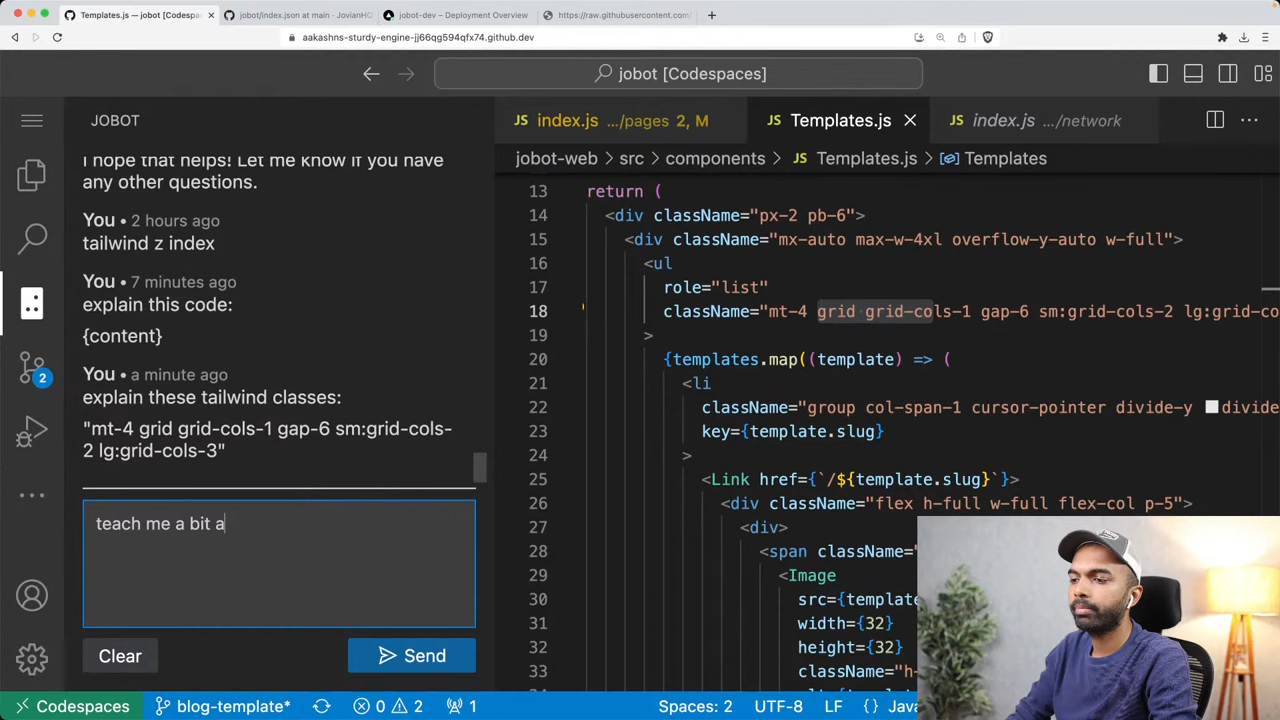 Templates.js — jobot [Codespac
jobot/index.json at main · JovianHQ
jobot-dev – Deployment Overview
https://raw.githubusercontent.com/
aakashns-sturdy-engine-jj66qg594qfx74.github.dev
jobot [Codespaces]
JOBOT
I hope that helps! Let me know if you have
any other questions.
You • 2 hours ago
tailwind z index
You • 7 minutes ago
explain this code:
{content}
You • a minute ago
explain these tailwind classes:
"mt-4 grid grid-cols-1 gap-6 sm:grid-cols-
2 lg:grid-cols-3"
teach me a bit a
Clear
Send
2
JS index.js .../pages 2, M
JS Templates.js
JS index.js .../network
jobot-web > src > components > JS Templates.js > Templates
13 return (
14 <div className="px-2 pb-6">
15 <div className="mx-auto max-w-4xl overflow-y-auto w-full">
16 <ul
17 role="list"
18 className="mt-4 grid grid-cols-1 gap-6 sm:grid-cols-2 lg:grid-co
19 >
20 {templates.map((template) => (
21 <li
22 className="group col-span-1 cursor-pointer divide-y divide
23 key={template.slug}
24 >
25 <Link href={`/${template.slug}`}>
26 <div className="flex h-full w-full flex-col p-5">
27 <div>
28 <span className="
29 <Image
30 src={templat
31 width={32}
32 height={32}
33 className="h-
Codespaces
blog-template*
0
2
1
Spaces: 2
UTF-8
LF
{} Java